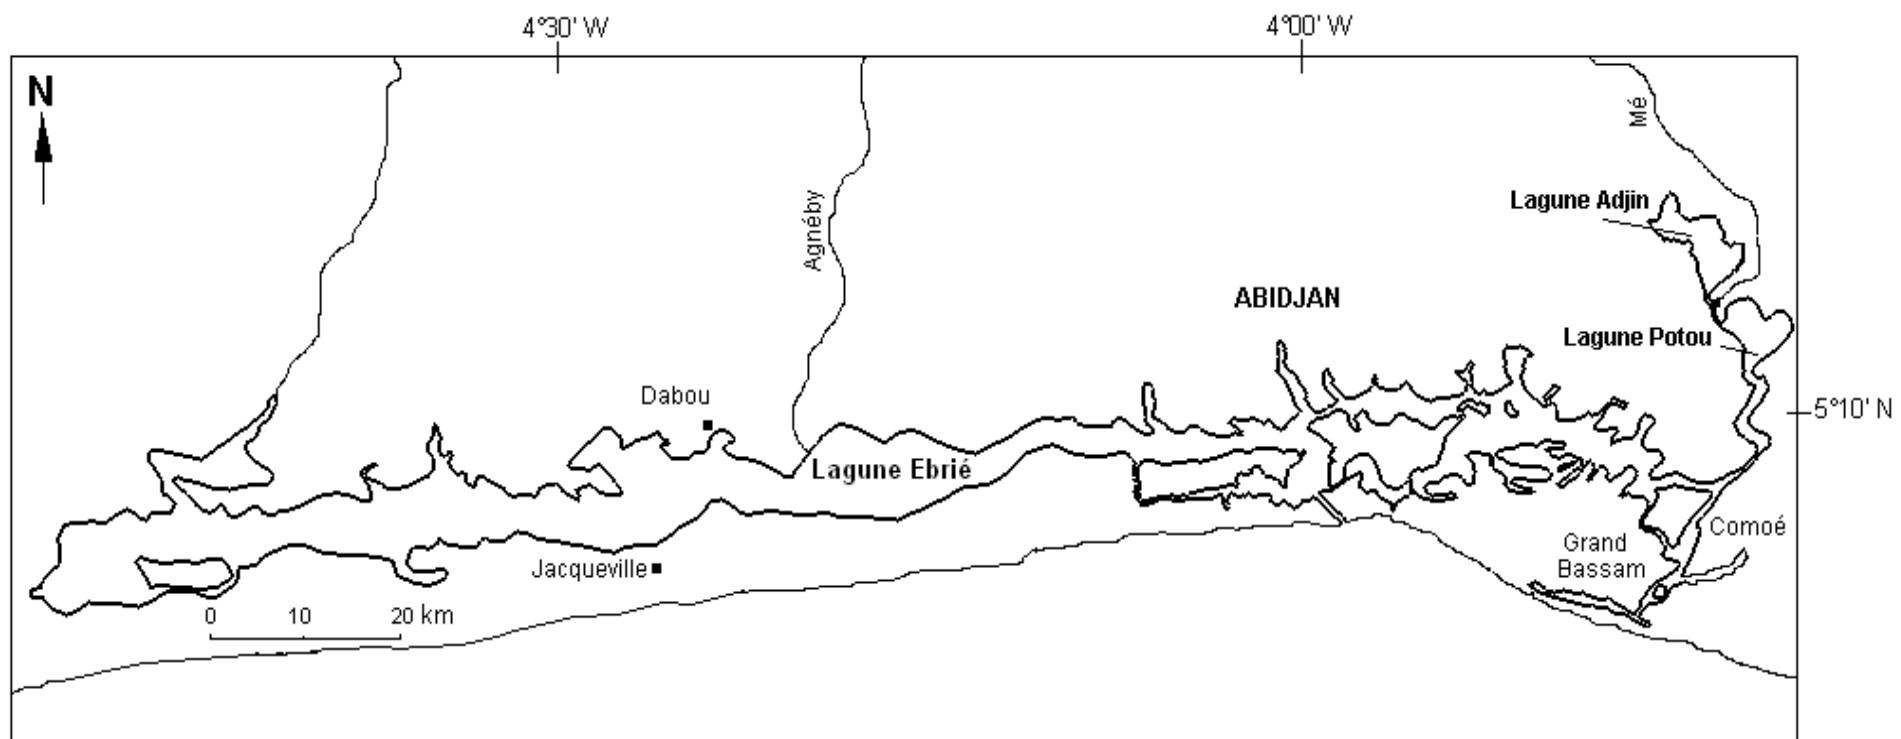 4°30' W
4°00' W
N
Mé
Lagune Adjin
Agnéby
ABIDJAN
Lagune Potou
Dabou
5°10' N
Lagune Ebrié
Comoé
Grand
Bassam
Jacqueville
0 10 20 km